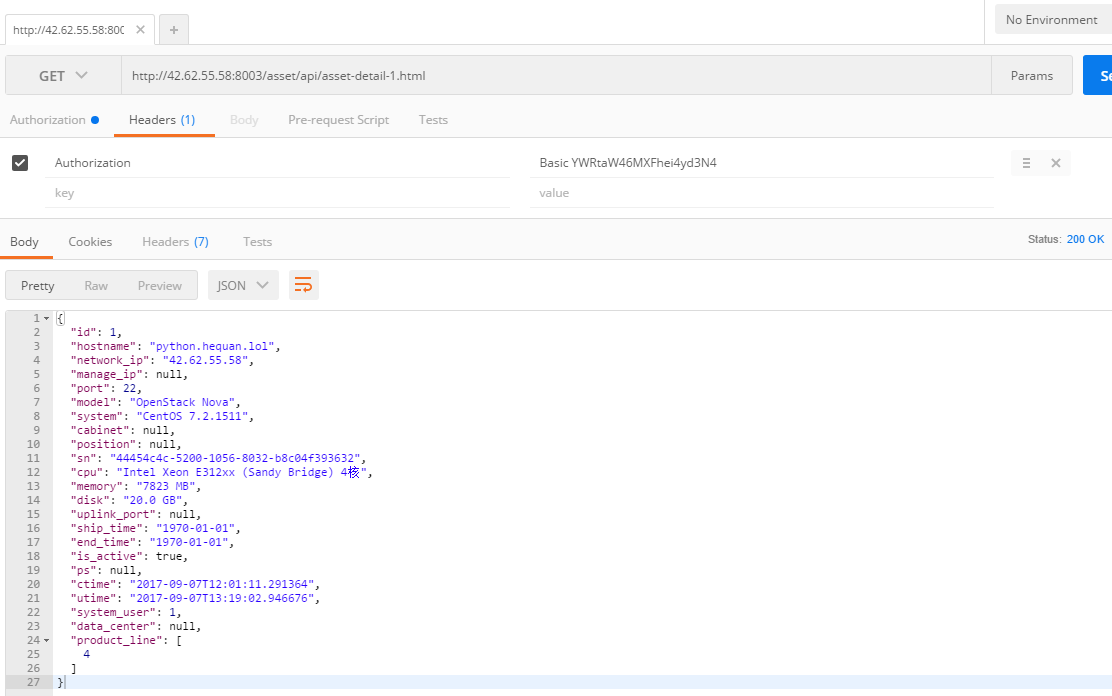 http://42.62.55.58:800
No Environment
GET http://42.62.55.58:8003/asset/api/asset-detail-1.html Params Se
Authorization Headers (1) Body Pre-request Script Tests
Authorization Basic YWRtaW46MXFhei4yd3N4
key value
Body Cookies Headers (7) Tests Status: 200 OK
Pretty Raw Preview JSON
1 {
2 "id": 1,
3 "hostname": "python.hequan.lol",
4 "network_ip": "42.62.55.58",
5 "manage_ip": null,
6 "port": 22,
7 "model": "OpenStack Nova",
8 "system": "CentOS 7.2.1511",
9 "cabinet": null,
10 "position": null,
11 "sn": "44454c4c-5200-1056-8032-b8c04f393632",
12 "cpu": "Intel Xeon E312xx (Sandy Bridge) 4核",
13 "memory": "7823 MB",
14 "disk": "20.0 GB",
15 "uplink_port": null,
16 "ship_time": "1970-01-01",
17 "end_time": "1970-01-01",
18 "is_active": true,
19 "ps": null,
20 "ctime": "2017-09-07T12:01:11.291364",
21 "utime": "2017-09-07T13:19:02.946676",
22 "system_user": 1,
23 "data_center": null,
24 "product_line": [
25 4
26 ]
27 }